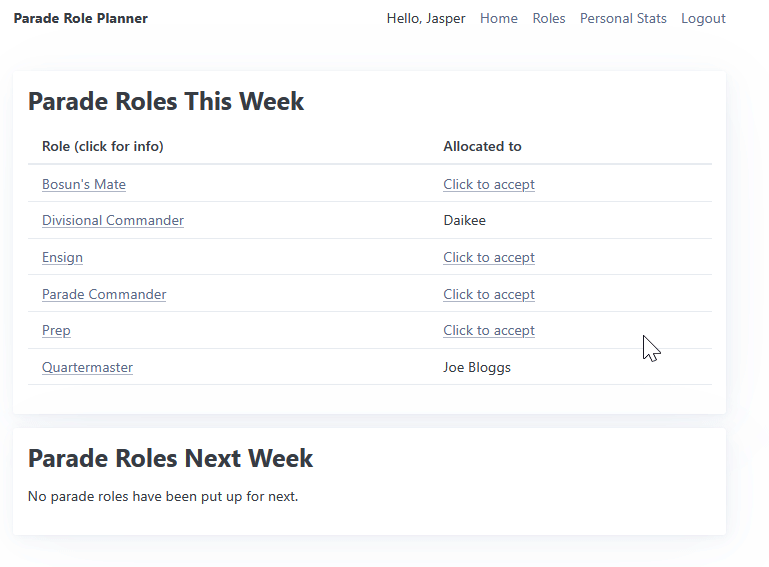 Parade Role Planner Hello, Jasper Home Roles Personal Stats Logout
Parade Roles This Week
Role (click for info) Allocated to
Bosun's Mate Click to accept
Divisional Commander Daikee
Ensign Click to accept
Parade Commander Click to accept
Prep Click to accept
Quartermaster Joe Bloggs
Parade Roles Next Week
No parade roles have been put up for next.